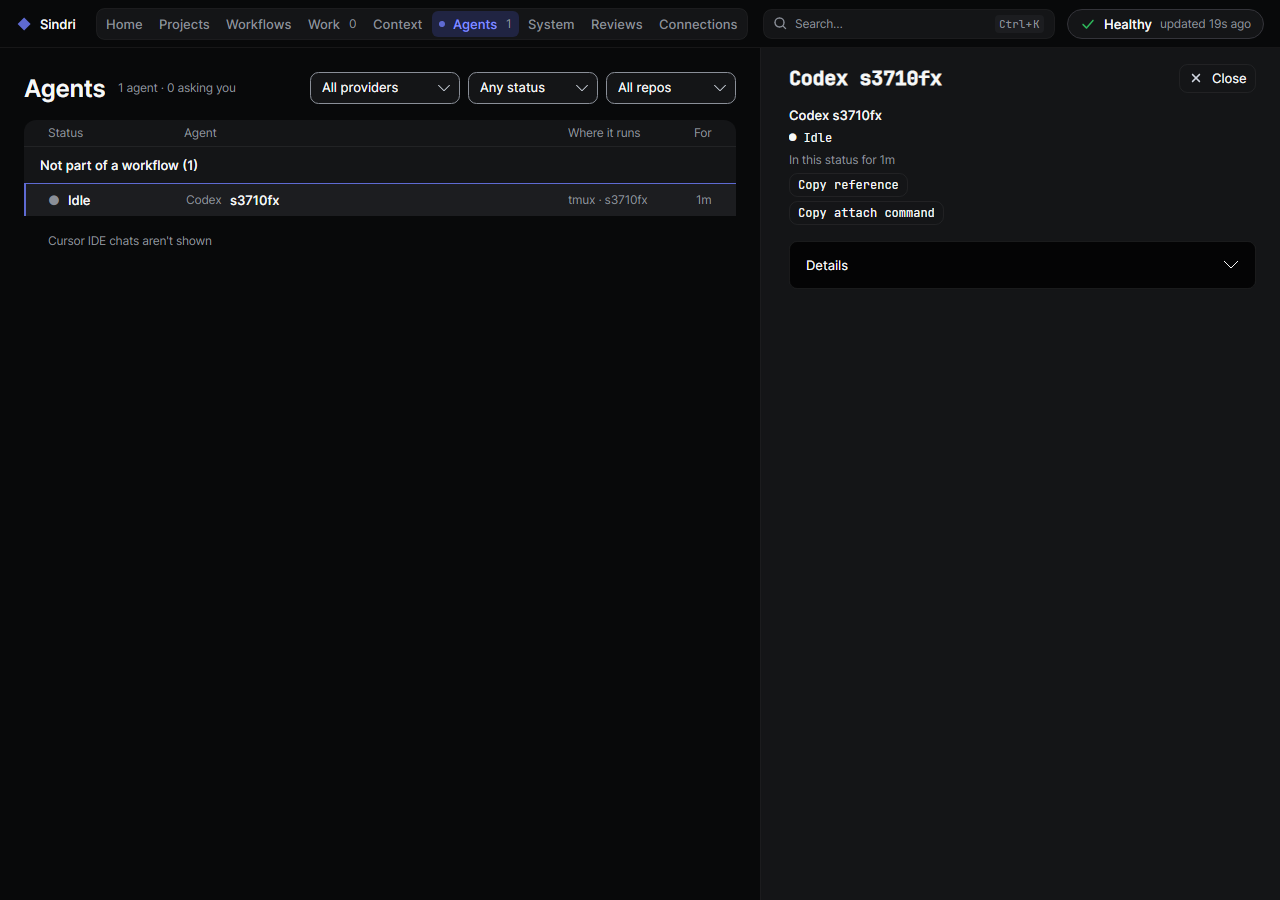 Sindri
Home Projects Workflows Work 0 Context Agents 1 System Reviews Connections
Search... Ctrl+K
Healthy updated 19s ago
Agents 1 agent · 0 asking you
All providers Any status All repos
Status Agent Where it runs For
Not part of a workflow (1)
Idle Codex s3710fx tmux · s3710fx 1m
Cursor IDE chats aren't shown
Codex s3710fx Close
Codex s3710fx
Idle
In this status for 1m
Copy reference
Copy attach command
Details